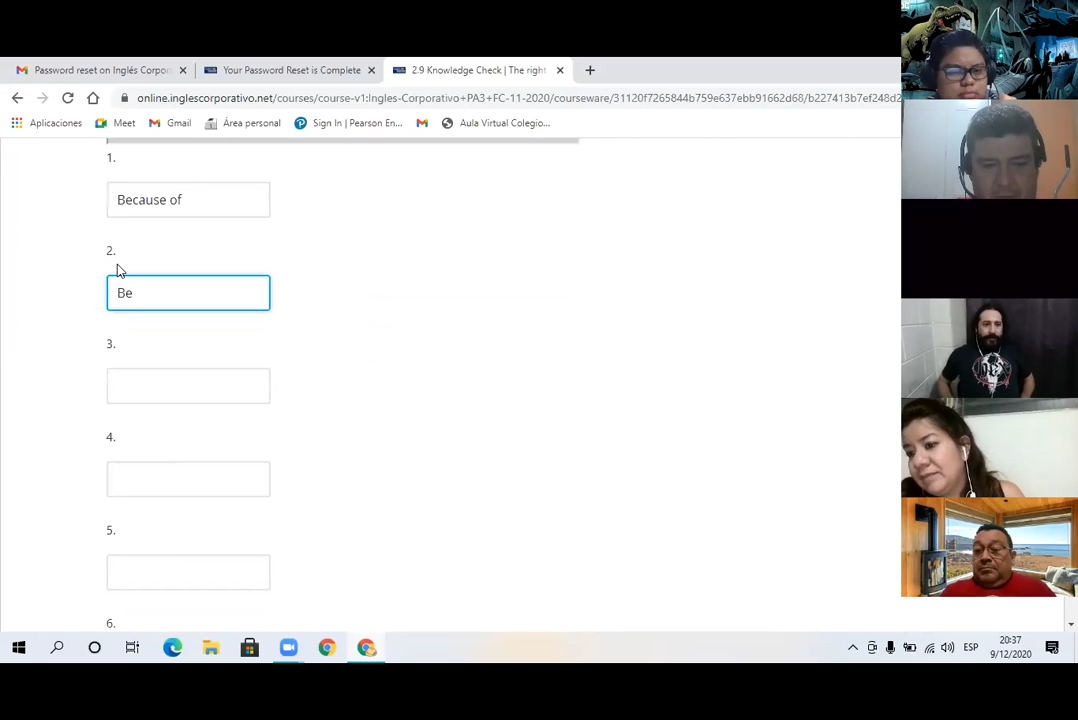 Password reset on Inglés Corpor
Your Password Reset is Complete
2.9 Knowledge Check | The right
online.inglescorporativo.net/courses/course-v1:Ingles-Corporativo+PA3+FC-11-2020/courseware/31120f7265844b759e637ebb91662d68/b227413b7ef248d2
Aplicaciones
Meet
Gmail
Área personal
Sign In | Pearson En...
Aula Virtual Colegio...
1.
Because of
2.
Be
3.
4.
5.
6.
ESP
20:37
9/12/2020